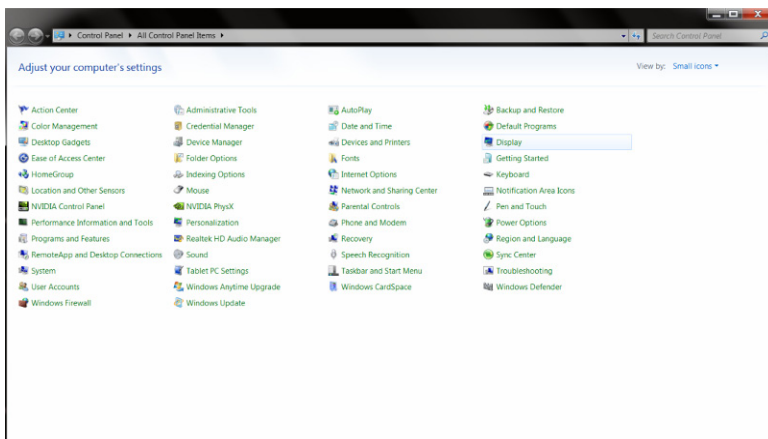 Control Panel All Control Panel Items Search Control Panel
Adjust your computer's settings View by: Small icons
Action Center Administrative Tools AutoPlay Backup and Restore
Color Management Credential Manager Date and Time Default Programs
Desktop Gadgets Device Manager Devices and Printers Display
Ease of Access Center Folder Options Fonts Getting Started
HomeGroup Indexing Options Internet Options Keyboard
Location and Other Sensors Mouse Network and Sharing Center Notification Area Icons
NVIDIA Control Panel NVIDIA PhysX Parental Controls Pen and Touch
Performance Information and Tools Personalization Phone and Modem Power Options
Programs and Features Realtek HD Audio Manager Recovery Region and Language
RemoteApp and Desktop Connections Sound Speech Recognition Sync Center
System Tablet PC Settings Taskbar and Start Menu Troubleshooting
User Accounts Windows Anytime Upgrade Windows CardSpace Windows Defender
Windows Firewall Windows Update